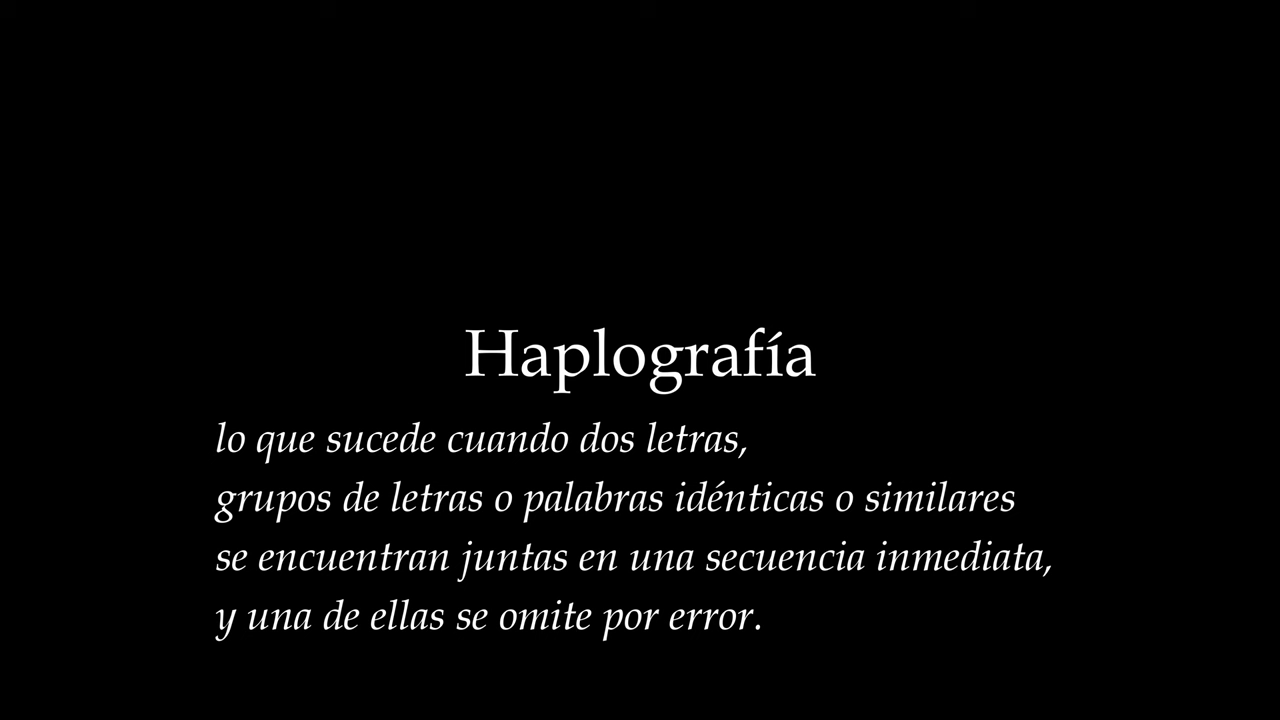 Haplografía
lo que sucede cuando dos letras,
grupos de letras o palabras idénticas o similares
se encuentran juntas en una secuencia inmediata,
y una de ellas se omite por error.